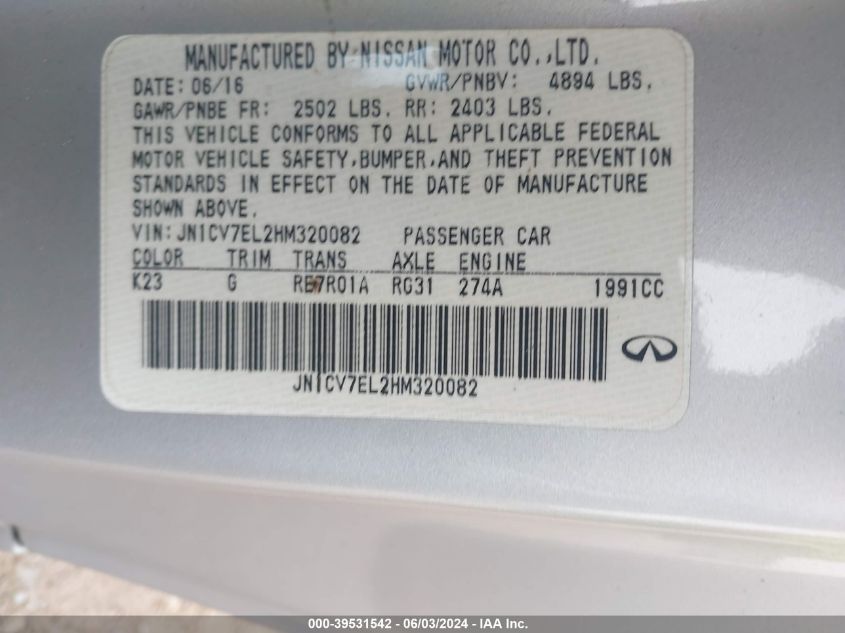 MANUFACTURED BY NISSAN MOTOR CO.,LTD.
DATE: 06/16 GVWR/PNBV: 4894 LBS.
GAWR/PNBE FR: 2502 LBS. RR: 2403 LBS.
THIS VEHICLE CONFORMS TO ALL APPLICABLE FEDERAL
MOTOR VEHICLE SAFETY,BUMPER,AND THEFT PREVENTION
STANDARDS IN EFFECT ON THE DATE OF MANUFACTURE
SHOWN ABOVE.
VIN: JN1CV7EL2HM320082 PASSENGER CAR
COLOR TRIM TRANS AXLE ENGINE
K23 G RE7R01A RG31 274A 1991CC
JN1CV7EL2HM320082
000-39531542 - 06/03/2024 - IAA Inc.